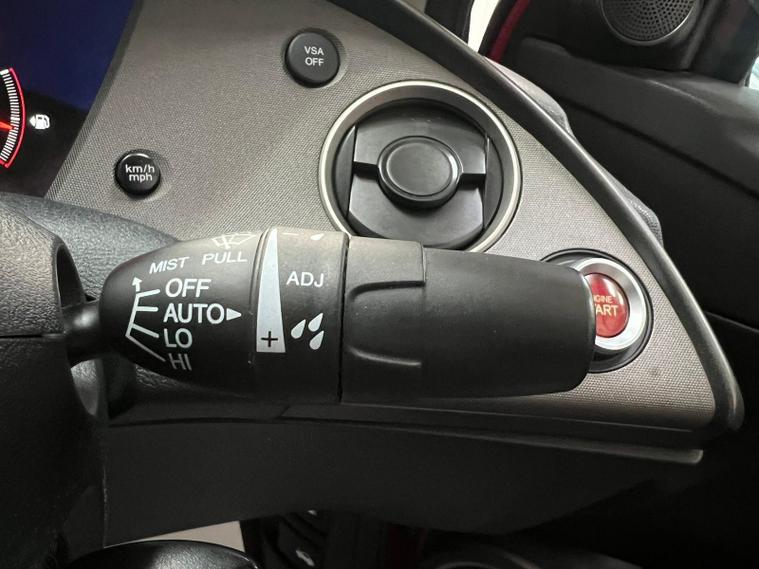 VSA
OFF
km/h
mph
MIST PULL
OFF
AUTO
LO
HI
ADJ
+
ENGINE
START